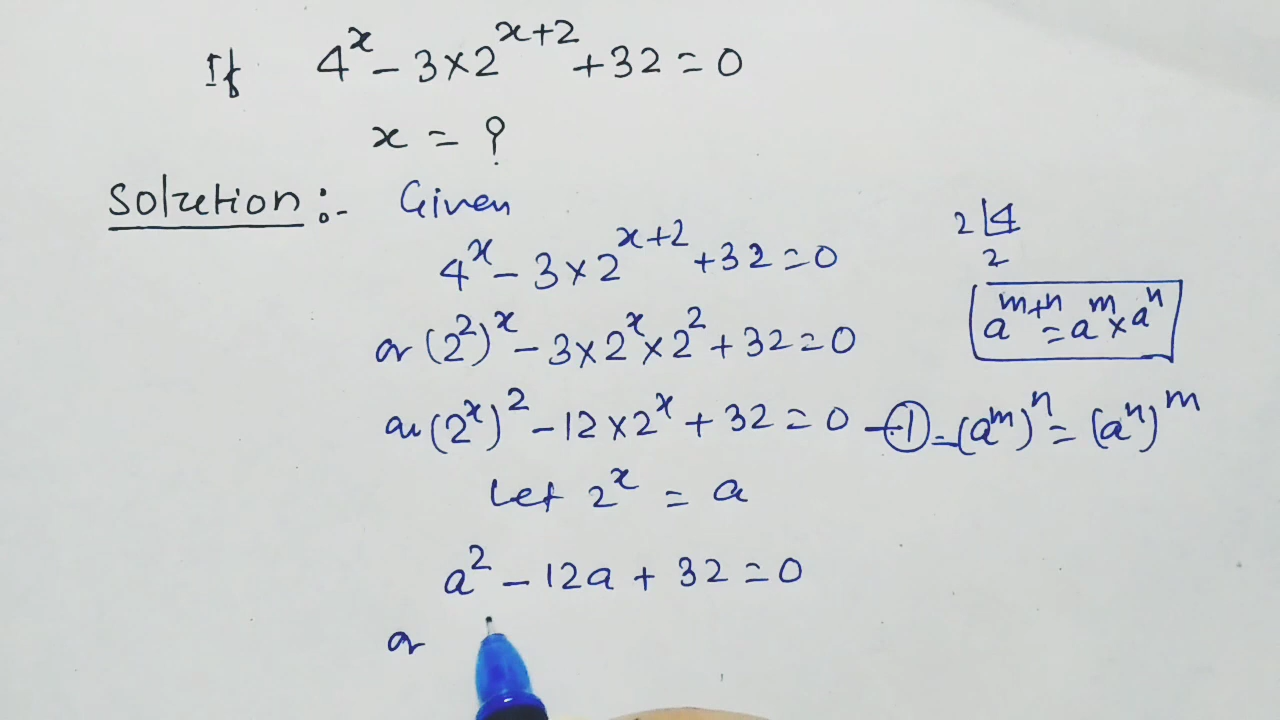 If 4^x - 3×2^(x+2) + 32 = 0
x = ?
Solution :- Given
4^x - 3×2^(x+2) + 32 = 0
2 | 4
2
a^(m+n) = a^m × a^n
or (2^2)^x - 3×2^x×2^2 + 32 = 0
or (2^x)^2 - 12×2^x + 32 = 0 - ① - (a^m)^n = (a^n)^m
Let 2^x = a
a^2 - 12a + 32 = 0
or